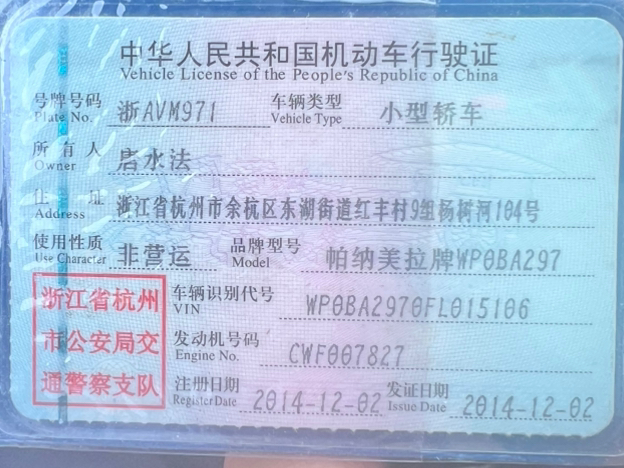 中华人民共和国机动车行驶证
Vehicle License of the People's Republic of China
号牌号码 浙AVM971 车辆类型 小型轿车
Plate No. Vehicle Type
所有人 唐水法
Owner
住址 浙江省杭州市余杭区东湖街道红丰村9组杨树河104号
Address
使用性质 非营运 品牌型号 帕纳美拉牌WP0BA297
Use Character Model
浙江省杭州
市公安局交
通警察支队
车辆识别代号 WP0BA2970FL015106
VIN
发动机号码 CWF007827
Engine No.
注册日期 2014-12-02 发证日期 2014-12-02
Register Date Issue Date